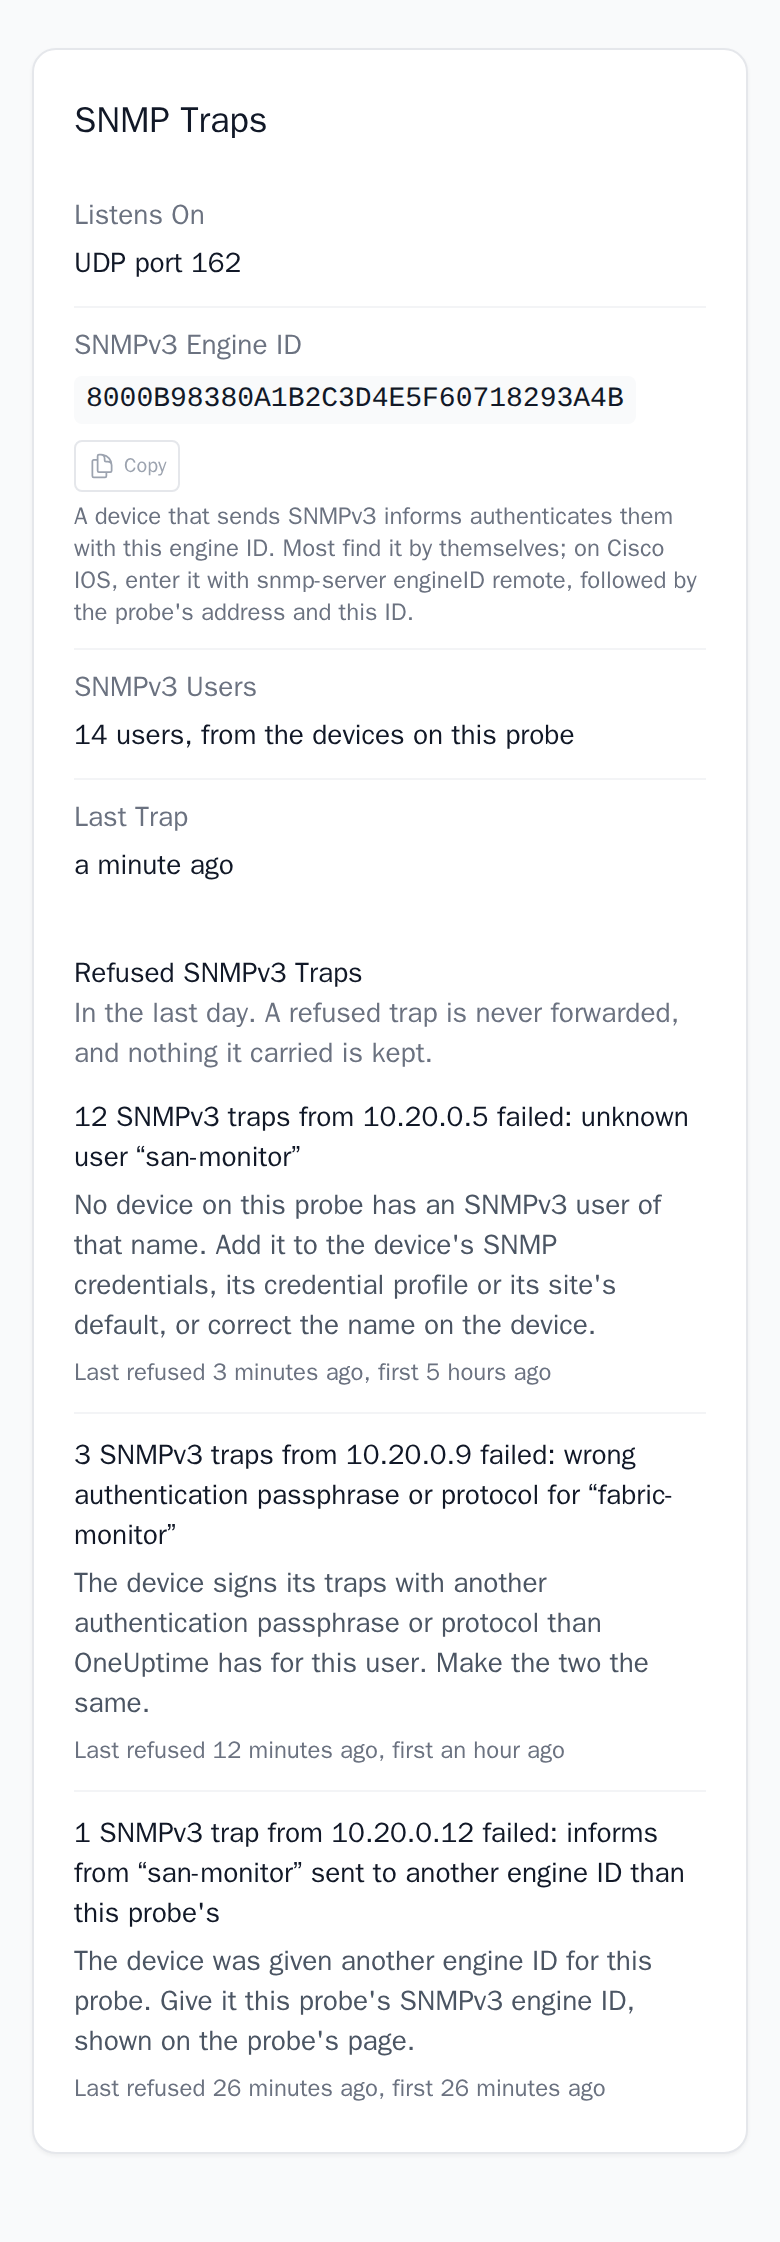 SNMP Traps
Listens On
UDP port 162
SNMPv3 Engine ID
8000B98380A1B2C3D4E5F60718293A4B
Copy
A device that sends SNMPv3 informs authenticates them
with this engine ID. Most find it by themselves; on Cisco
IOS, enter it with snmp-server engineID remote, followed by
the probe's address and this ID.
SNMPv3 Users
14 users, from the devices on this probe
Last Trap
a minute ago
Refused SNMPv3 Traps
In the last day. A refused trap is never forwarded,
and nothing it carried is kept.
12 SNMPv3 traps from 10.20.0.5 failed: unknown
user “san-monitor”
No device on this probe has an SNMPv3 user of
that name. Add it to the device's SNMP
credentials, its credential profile or its site's
default, or correct the name on the device.
Last refused 3 minutes ago, first 5 hours ago
3 SNMPv3 traps from 10.20.0.9 failed: wrong
authentication passphrase or protocol for “fabric-
monitor”
The device signs its traps with another
authentication passphrase or protocol than
OneUptime has for this user. Make the two the
same.
Last refused 12 minutes ago, first an hour ago
1 SNMPv3 trap from 10.20.0.12 failed: informs
from “san-monitor” sent to another engine ID than
this probe's
The device was given another engine ID for this
probe. Give it this probe's SNMPv3 engine ID,
shown on the probe's page.
Last refused 26 minutes ago, first 26 minutes ago